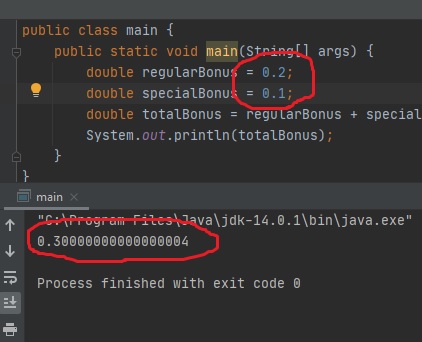 public class main {
public static void main(String[] args) {
double regularBonus = 0.2;
double specialBonus = 0.1;
double totalBonus = regularBonus + special
System.out.println(totalBonus);
}
}
main ×
"C:\Program Files\Java\jdk-14.0.1\bin\java.exe"
0.30000000000000004
Process finished with exit code 0